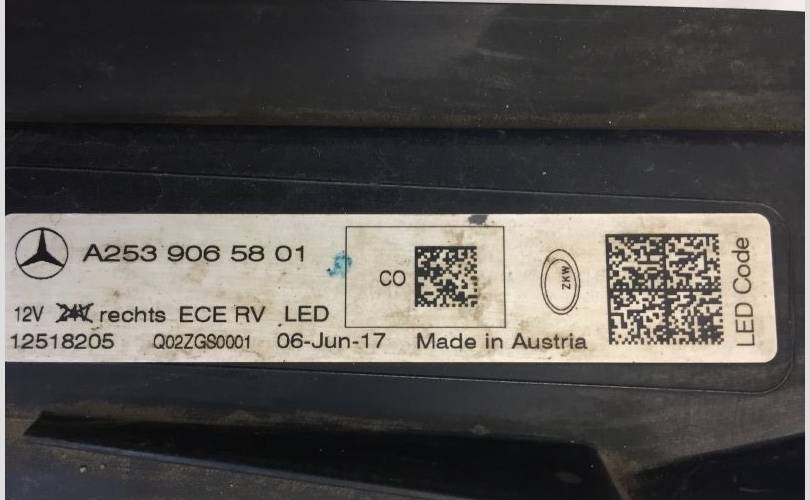 A253 906 58 01
CO
ZKW
12V 24V rechts ECE RV LED
12518205 Q02ZGS0001 06-Jun-17 Made in Austria
LED Code